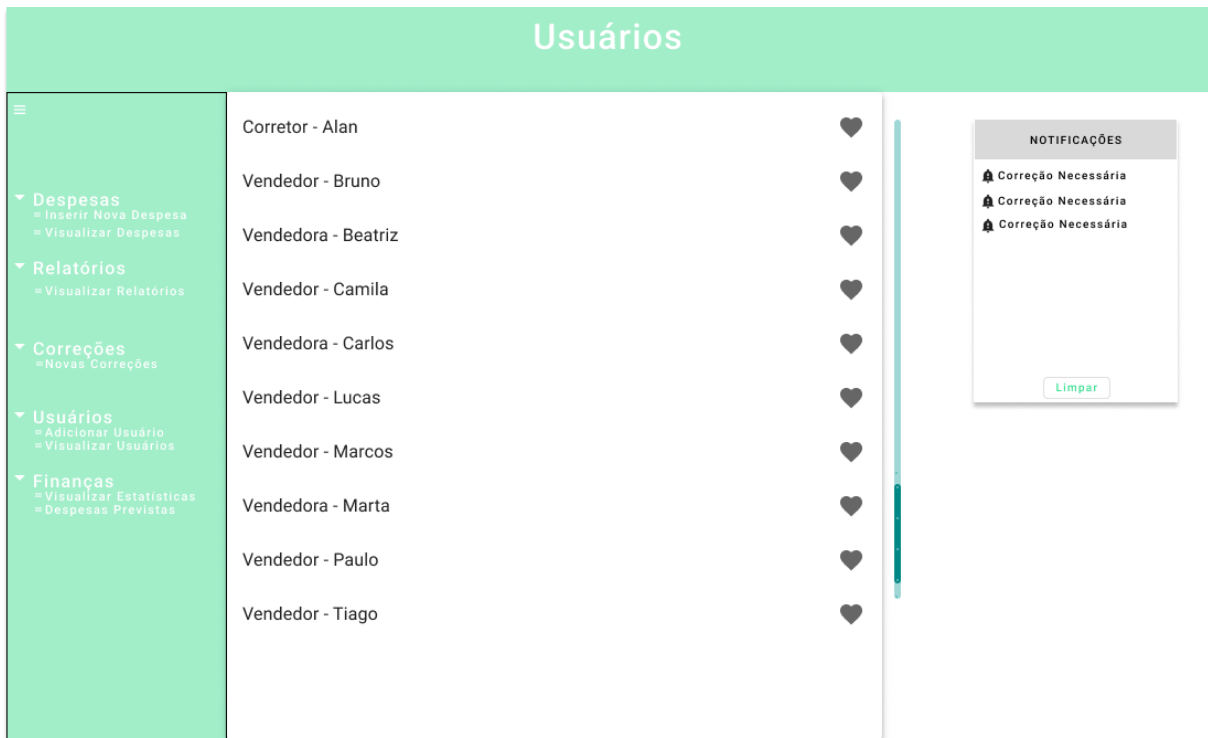 Usuários
Despesas
Inserir Nova Despesa
Visualizar Despesas
Relatórios
Visualizar Relatórios
Correções
Novas Correções
Usuários
Adicionar Usuário
Visualizar Usuários
Finanças
Visualizar Estatísticas
Despesas Previstas
Corretor - Alan
Vendedor - Bruno
Vendedora - Beatriz
Vendedor - Camila
Vendedora - Carlos
Vendedor - Lucas
Vendedor - Marcos
Vendedora - Marta
Vendedor - Paulo
Vendedor - Tiago
NOTIFICAÇÕES
Correção Necessária
Correção Necessária
Correção Necessária
Limpar